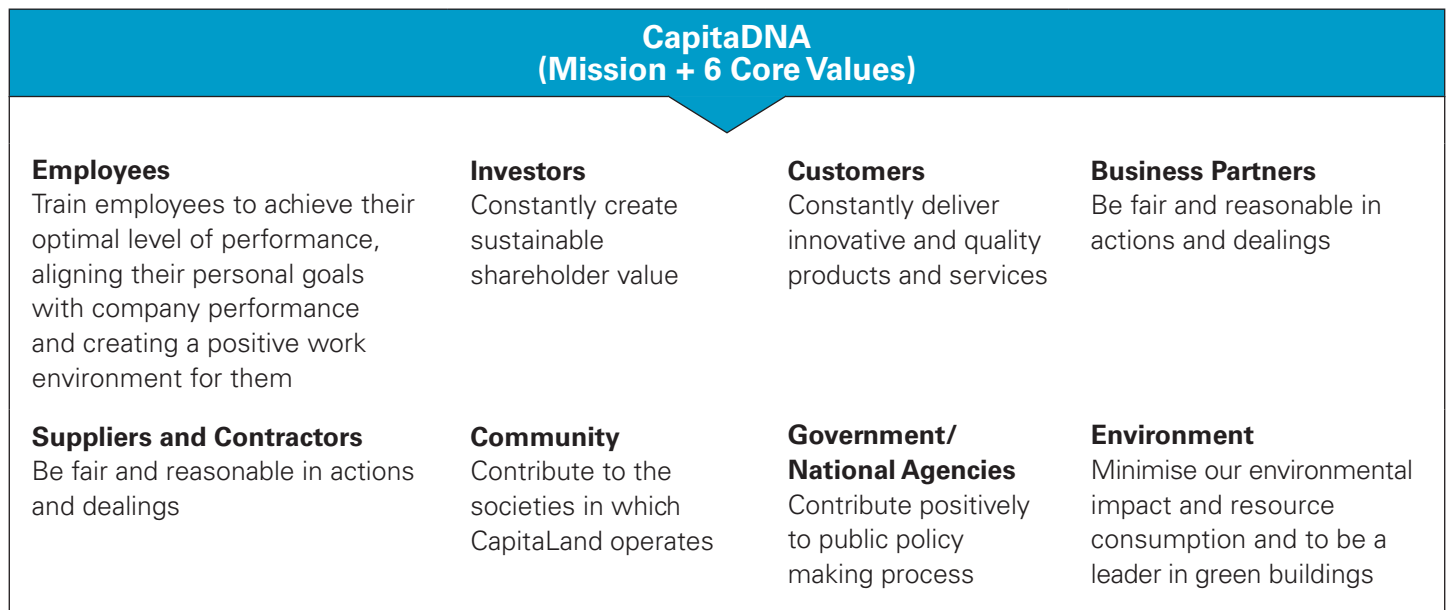 CapitaDNA
(Mission + 6 Core Values)
Employees
Train employees to achieve their
optimal level of performance,
aligning their personal goals
with company performance
and creating a positive work
environment for them
Investors
Constantly create
sustainable
shareholder value
Customers
Constantly deliver
innovative and quality
products and services
Business Partners
Be fair and reasonable in
actions and dealings
Suppliers and Contractors
Be fair and reasonable in actions
and dealings
Community
Contribute to the
societies in which
CapitaLand operates
Government/
National Agencies
Contribute positively
to public policy
making process
Environment
Minimise our environmental
impact and resource
consumption and to be a
leader in green buildings